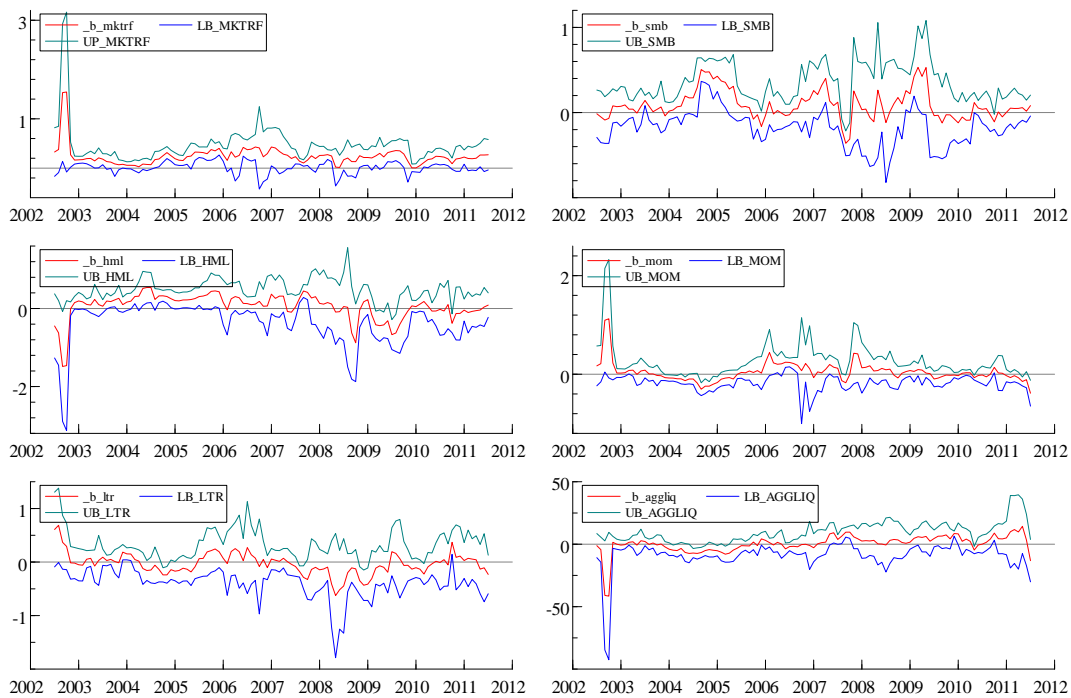 3
_b_mktrf LB_MKTRF
UP_MKTRF
1
2002 2003 2004 2005 2006 2007 2008 2009 2010 2011 2012
1
_b_smb LB_SMB
UB_SMB
0
2002 2003 2004 2005 2006 2007 2008 2009 2010 2011 2012
_b_hml LB_HML
UB_HML
0
-2
2002 2003 2004 2005 2006 2007 2008 2009 2010 2011 2012
_b_mom LB_MOM
2
UB_MOM
0
2002 2003 2004 2005 2006 2007 2008 2009 2010 2011 2012
_b_ltr LB_LTR
UB_LTR
1
0
-1
2002 2003 2004 2005 2006 2007 2008 2009 2010 2011 2012
50
_b_aggliq LB_AGGLIQ
UB_AGGLIQ
0
-50
2002 2003 2004 2005 2006 2007 2008 2009 2010 2011 2012